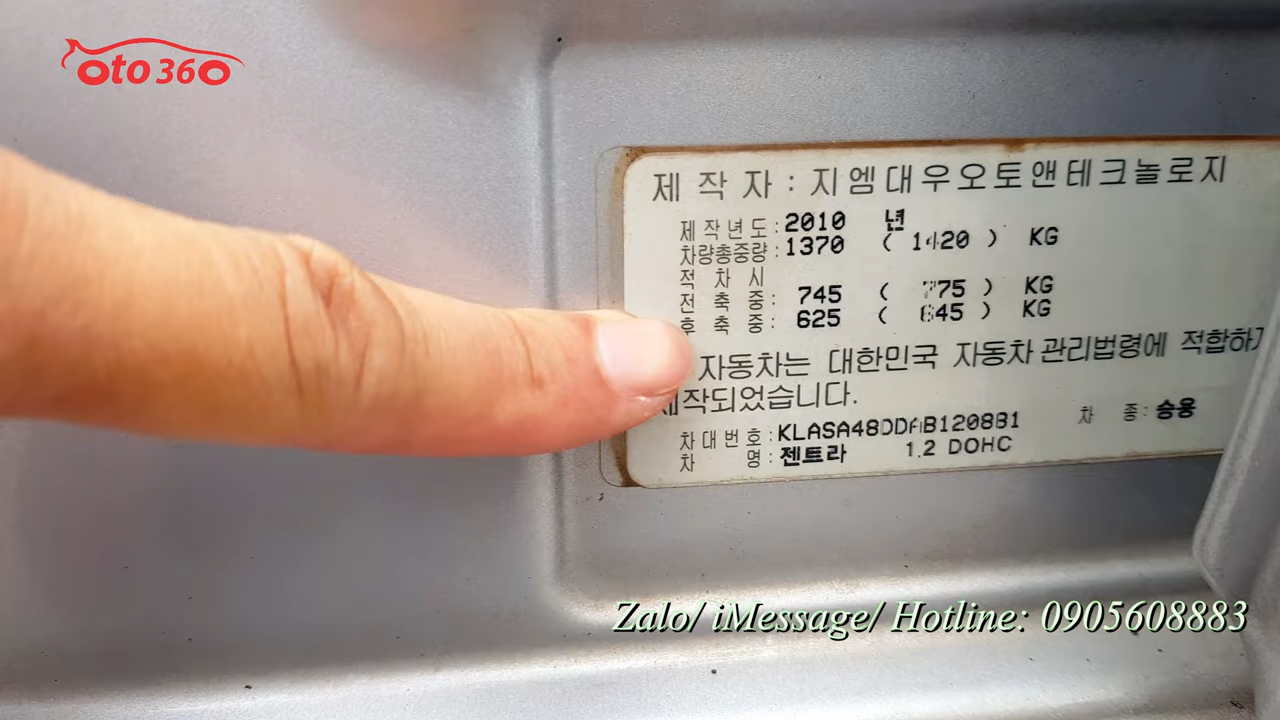 oto 360
제 작 자 : 지엠대우오토앤테크놀로지
제작년도 : 2010 년
차량총중량 : 1370 ( 1420 ) KG
적 차 시
전 축 중 : 745 ( 775 ) KG
후 축 중 : 625 ( 645 ) KG
자동차는 대한민국 자동차관리법령에 적합하
제작되었습니다.
차대번호 : 차 종 : 승용
차 명 : 젠트라 1.2 DOHC
Zalo/ iMessage/ Hotline: 0905608883